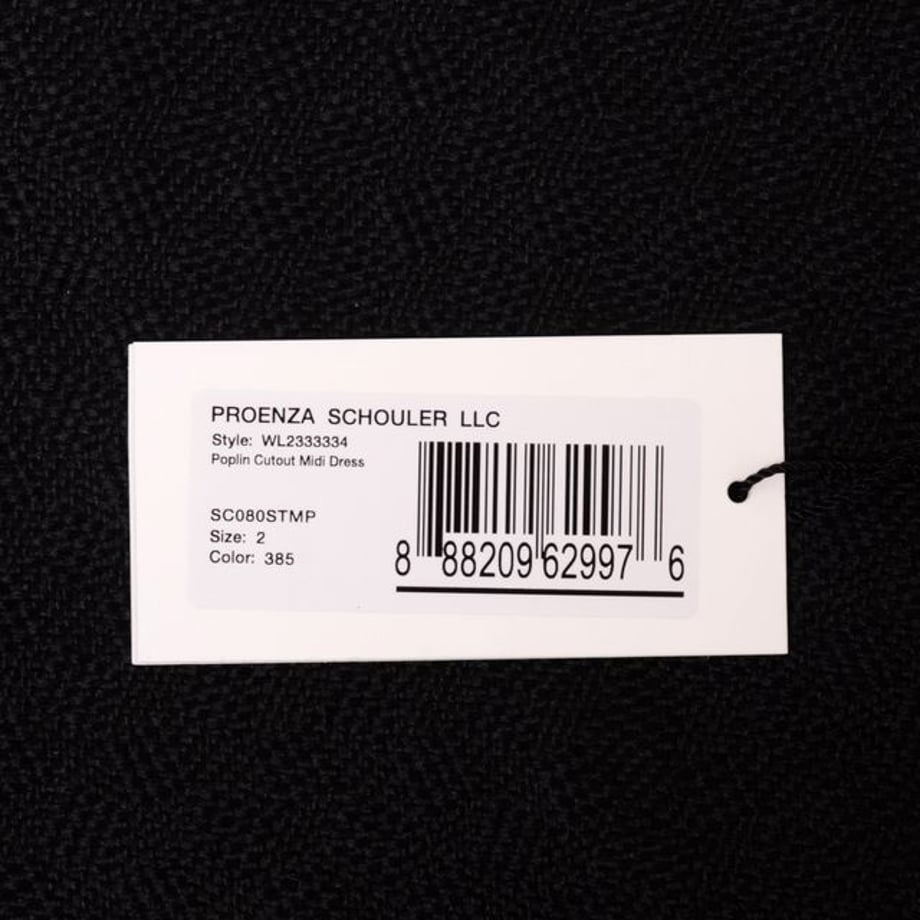 PROENZA SCHOULER LLC
Style: WL2333334
Poplin Cutout Midi Dress
SC080STMP
Size: 2
Color: 385
8 88209 62997 6